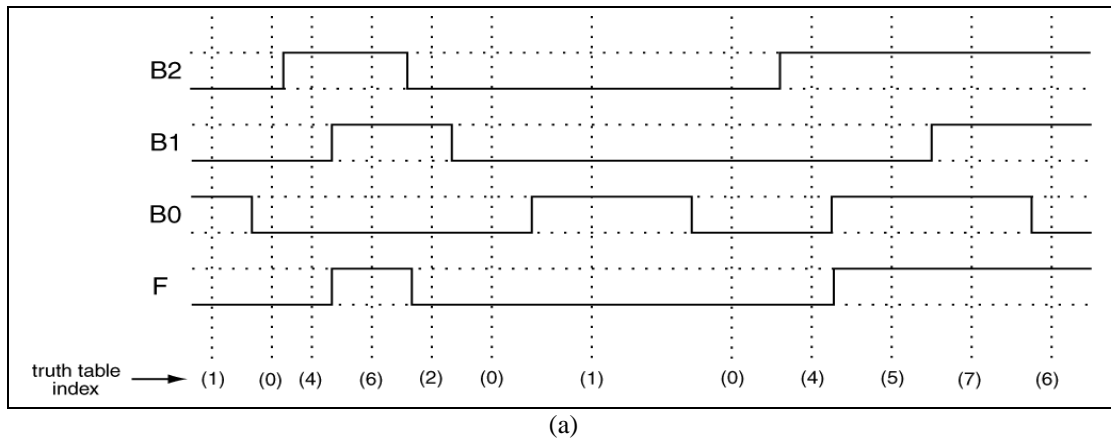 B2
B1
B0
F
truth table index
(1) (0) (4) (6) (2) (0) (1) (0) (4) (5) (7) (6)
(a)